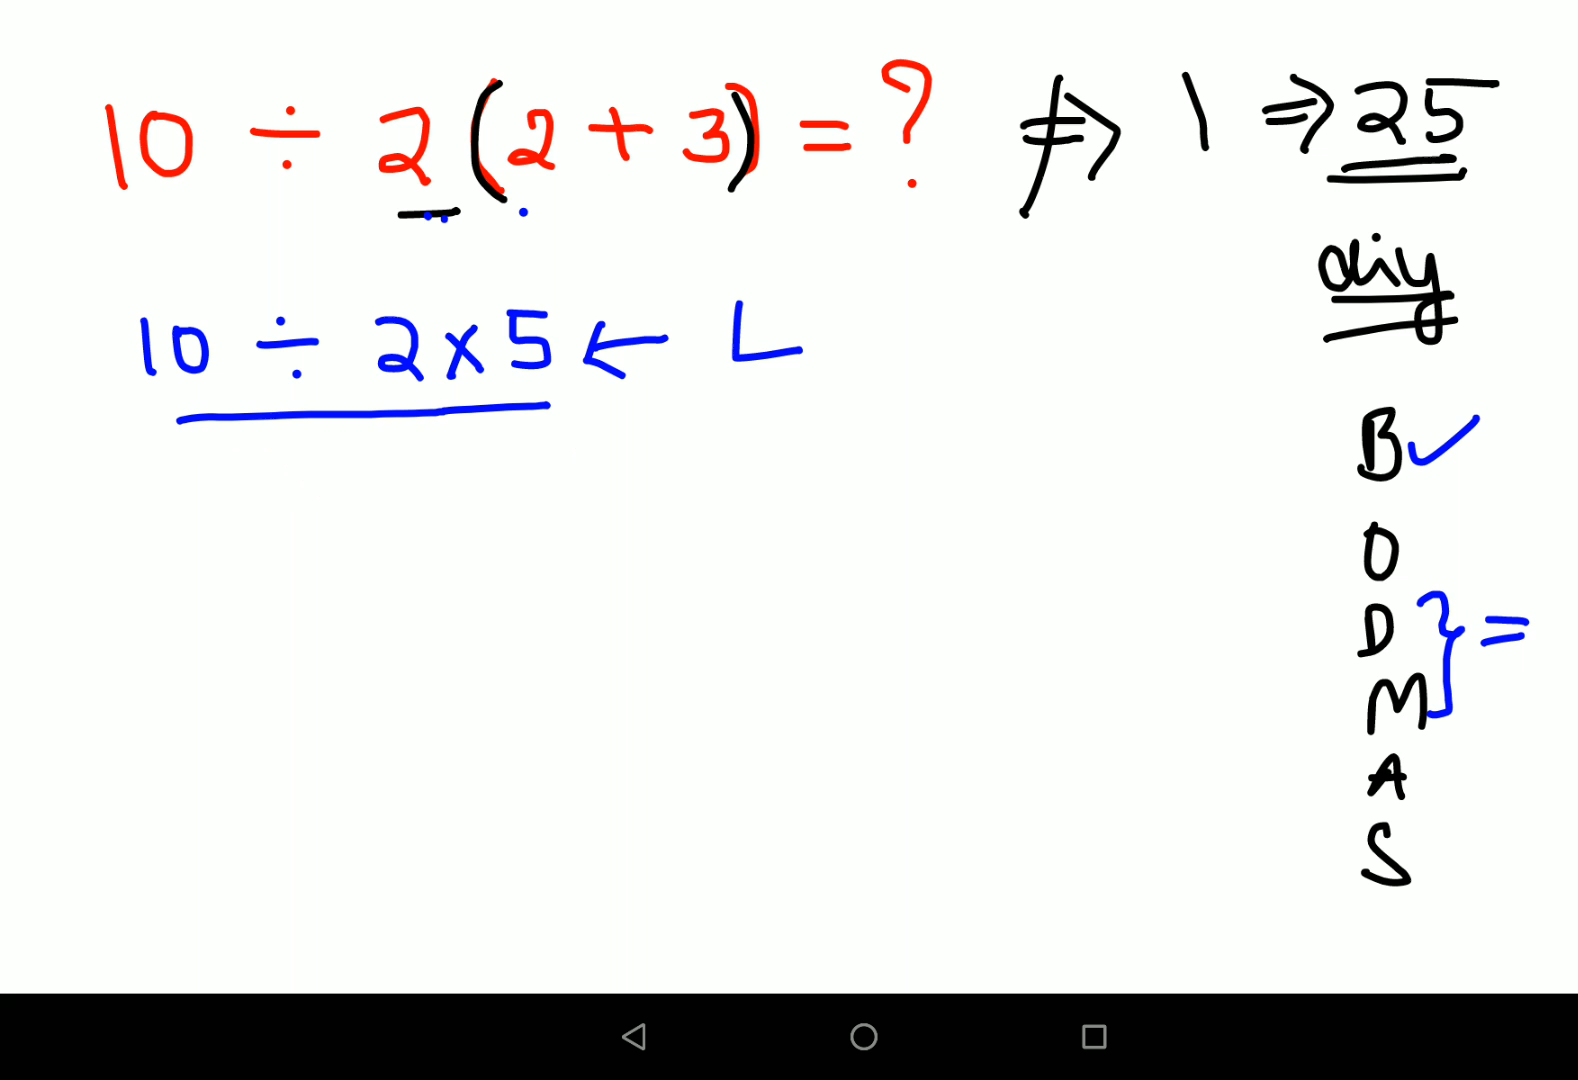 10 ÷ 2(2+3) = ? ⇏ 1 ⇒ 25
diy
10 ÷ 2×5 ← L
B✓
O
D
M } =
A
S